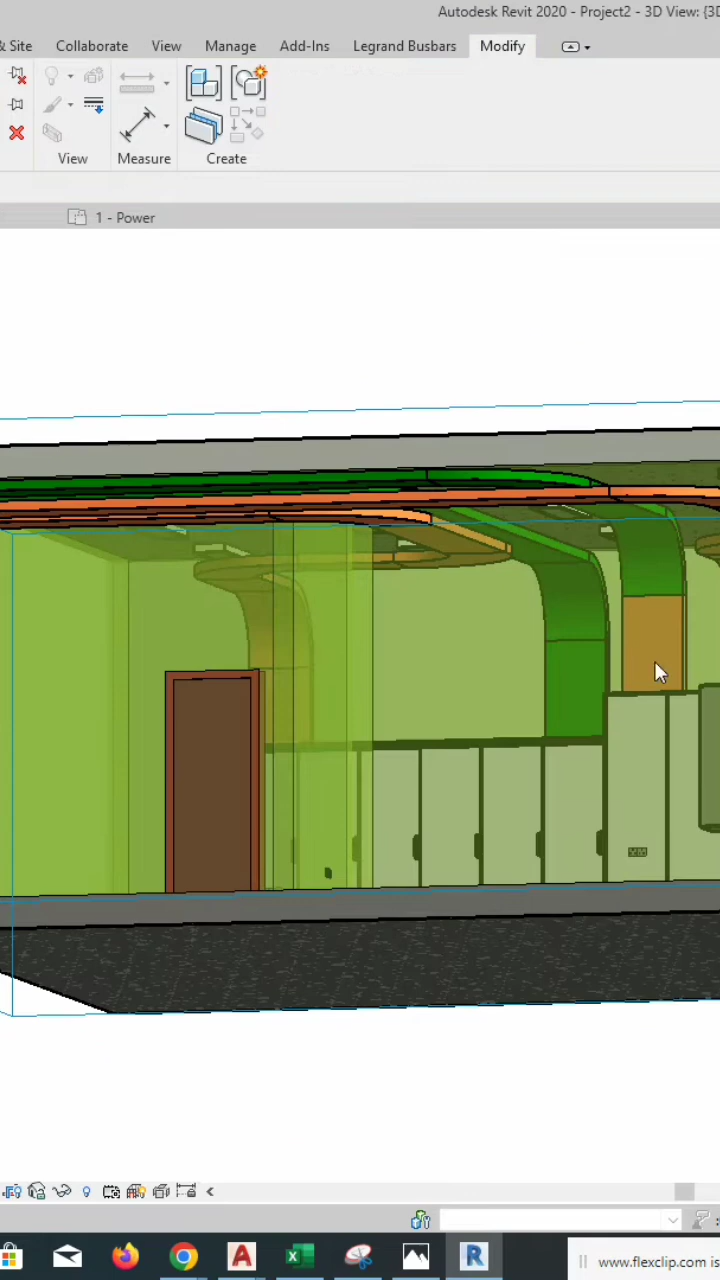 Autodesk Revit 2020 - Project2 - 3D View: {3D
& Site Collaborate View Manage Add-Ins Legrand Busbars Modify
View Measure Create
1 - Power
www.flexclip.com is